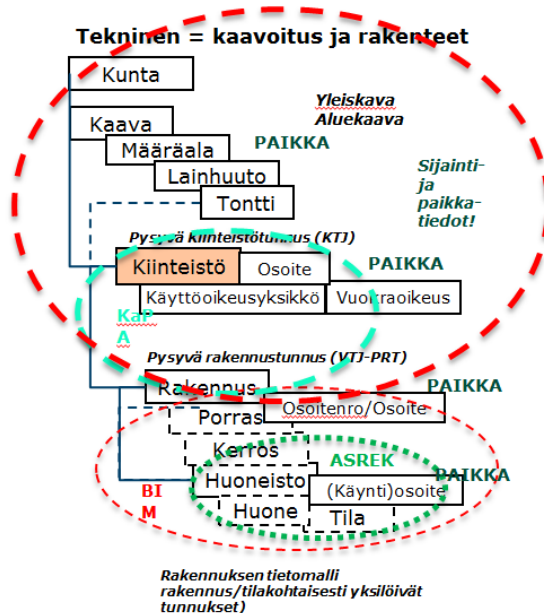 Tekninen = kaavoitus ja rakenteet
Kunta
Yleiskava
Aluekaava
Kaava
Määräala
PAIKKA
Lainhuuto
Sijainti-
ja
paikka-
tiedot!
Tontti
Pysyvä kiinteistötunnus (KTJ)
Kiinteistö
Osoite
PAIKKA
Käyttöoikeusyksikkö
Vuokraoikeus
KaP
A
Pysyvä rakennustunnus (VTJ-PRT)
Rakennus
PAIKKA
Osoitenro/Osoite
Porras
Kerros
ASREK
Huoneisto
PAIKKA
(Käynti)osoite
BI
M
Huone
Tila
Rakennuksen tietomalli
rakennus/tilakohtaisesti yksilöivät
tunnukset)